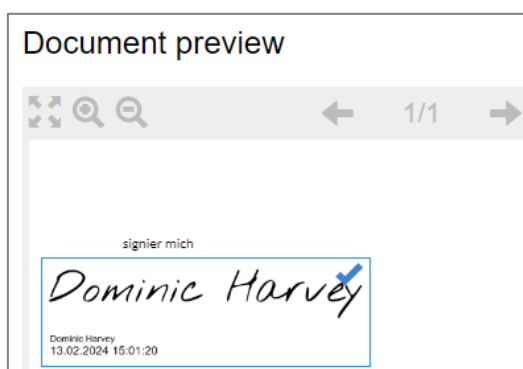 Document preview
1/1
signier mich
Dominic Harvey
Dominic Harvey
13.02.2024 15:01:20